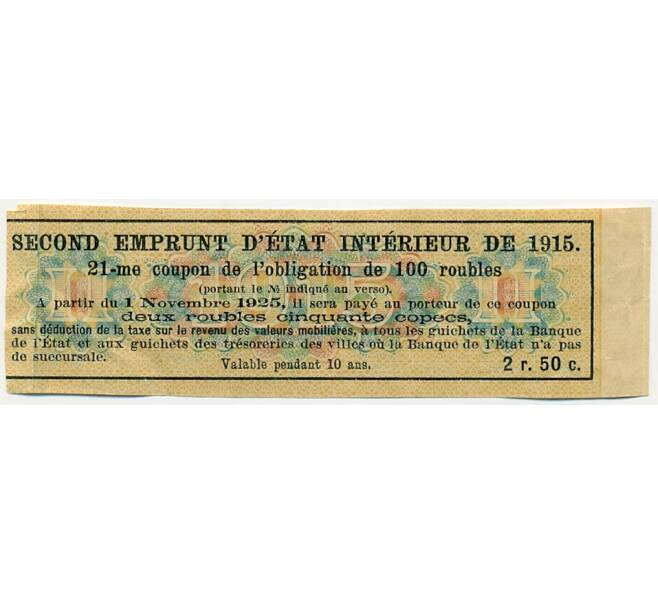 SECOND EMPRUNT D'ÉTAT INTÉRIEUR DE 1915.
21-me coupon de l'obligation de 100 roubles
(portant le № indiqué au verso).
A partir du 1 Novembre 1925, il sera payé au porteur de ce coupon
deux roubles cinquante copecs,
sans déduction de la taxe sur le revenu des valeurs mobilières, à tous les guichets de la Banque
de l'État et aux guichets des trésoreries des villes où la Banque de l'État n'a pas
de succursale.
Valable pendant 10 ans.
2 r. 50 c.